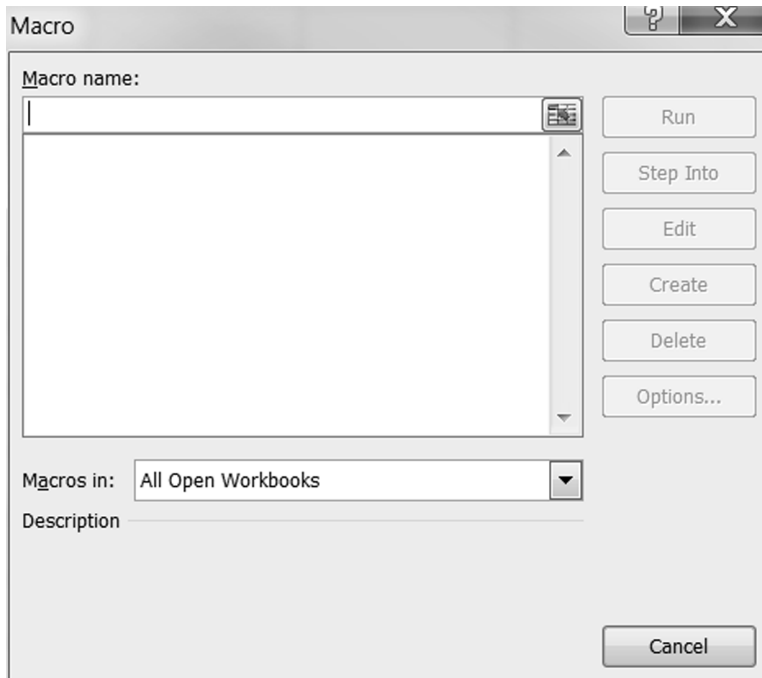 Macro
?
X
Macro name:
Run
Step Into
Edit
Create
Delete
Options...
Macros in: All Open Workbooks
Description
Cancel